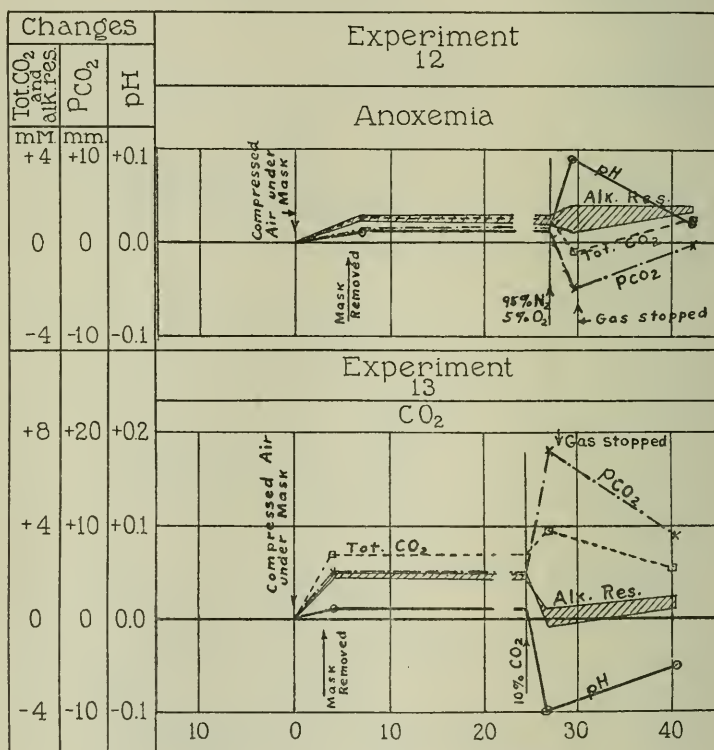 Changes
Tot.CO₂
and
alk.res.
PCO₂
pH
mM.
mm.
Experiment
12
Anoxemia
+4 +10 +0.1
0 0 0.0
-4 -10 -0.1
Compressed
Air under
Mask
Mask
Removed
95% N₂
5% O₂
Gas stopped
pH
Alk. Res.
Tot. CO₂
pCO₂
Experiment
13
CO₂
+8 +20 +0.2
+4 +10 +0.1
0 0 0.0
-4 -10 -0.1
Compressed Air
under Mask
Mask
Removed
Tot. CO₂
10% CO₂
Gas stopped
PCO₂
Alk. Res.
pH
10 0 10 20 30 40